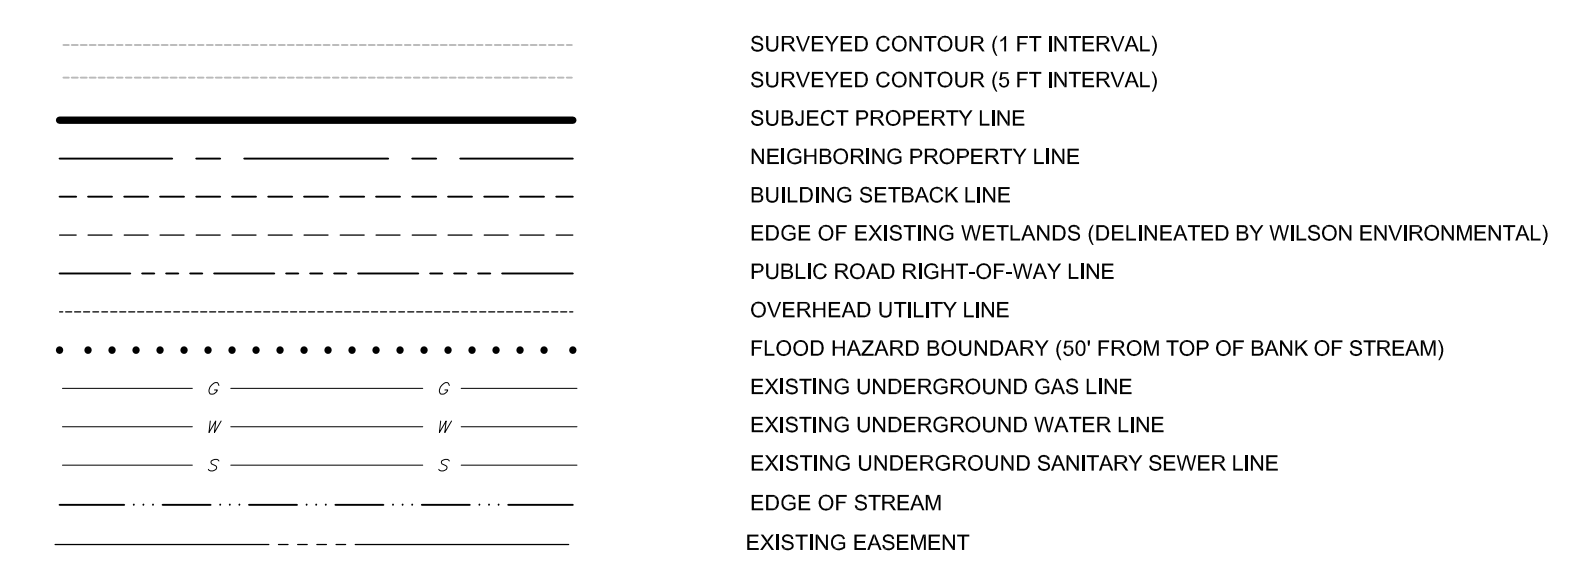 SURVEYED CONTOUR (1 FT INTERVAL)
SURVEYED CONTOUR (5 FT INTERVAL)
SUBJECT PROPERTY LINE
NEIGHBORING PROPERTY LINE
BUILDING SETBACK LINE
EDGE OF EXISTING WETLANDS (DELINEATED BY WILSON ENVIRONMENTAL)
PUBLIC ROAD RIGHT-OF-WAY LINE
OVERHEAD UTILITY LINE
FLOOD HAZARD BOUNDARY (50' FROM TOP OF BANK OF STREAM)
G G EXISTING UNDERGROUND GAS LINE
W W EXISTING UNDERGROUND WATER LINE
S S EXISTING UNDERGROUND SANITARY SEWER LINE
EDGE OF STREAM
EXISTING EASEMENT